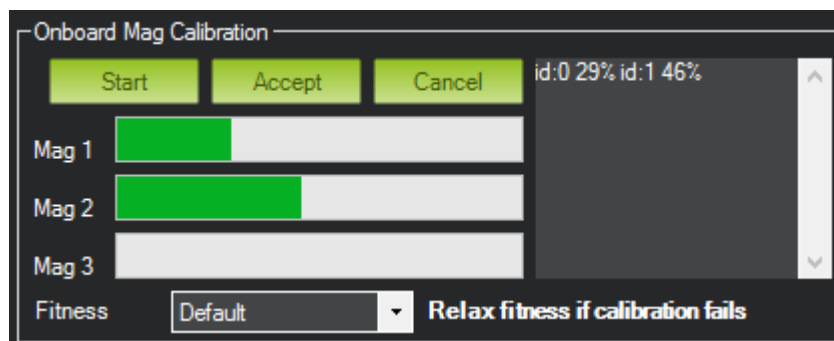 Onboard Mag Calibration
Start Accept Cancel
id:0 29% id:1 46%
Mag 1
Mag 2
Mag 3
Fitness Default Relax fitness if calibration fails